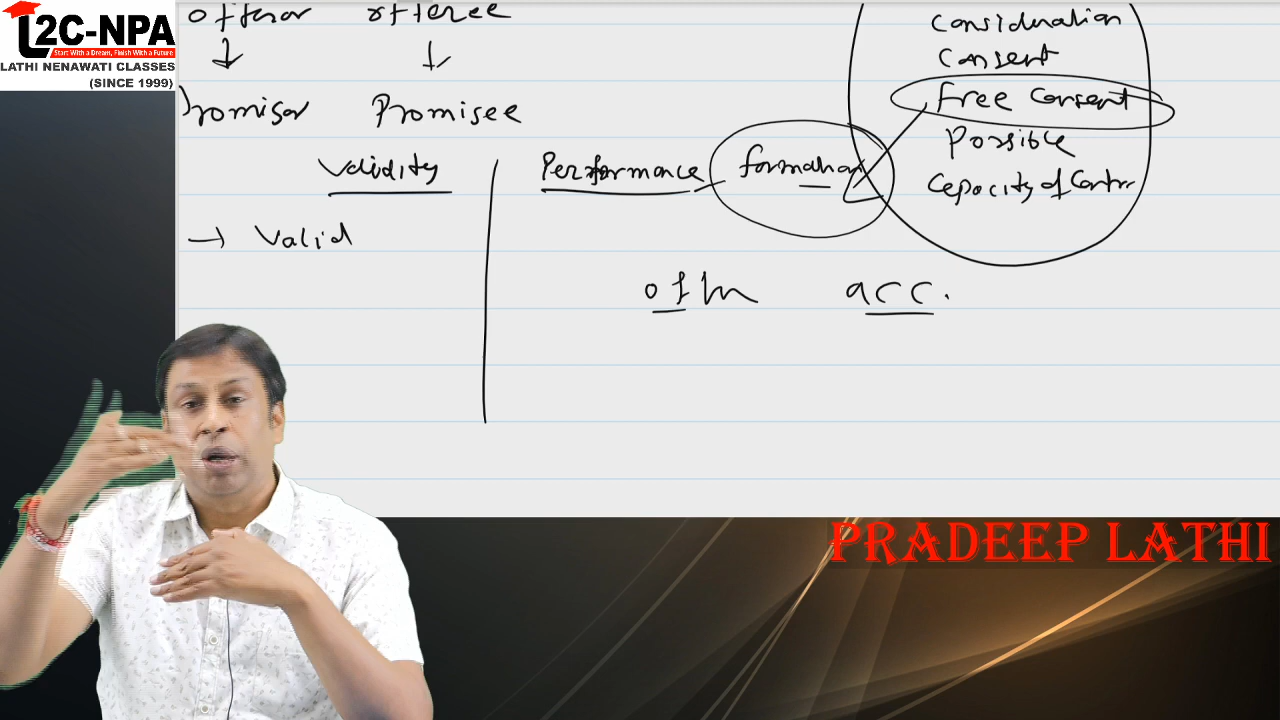 L2C-NPA
Start With a Dream, Finish With a Future
LATHI NENAWATI CLASSES
(SINCE 1999)
offeror offeree
Promisor Promisee
Consideration
Consent
Free Consent
Possible
Capacity of Contr
Validity Performance formation
→ Valid
offer acc.
PRADEEP LATHI